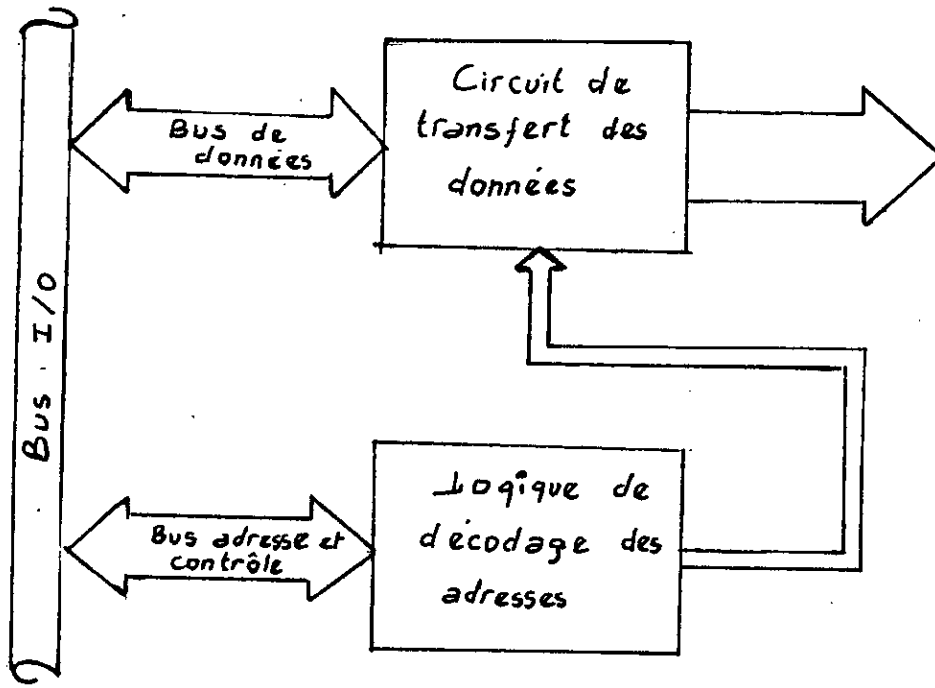 Circuit de
transfert des
données
Bus de
données
Bus . I/O
Logique de
décodage des
adresses
Bus adresse et
contrôle